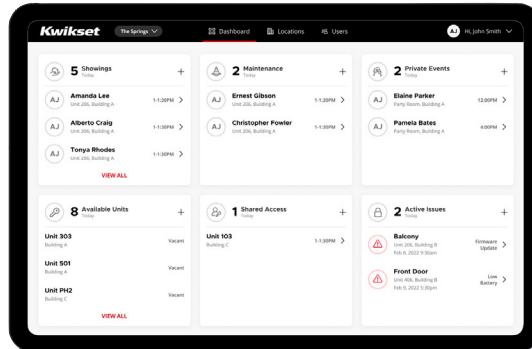 Kwikset
The Springs
Dashboard
Locations
Users
AJ
Hi, John Smith
5 Showings
Today
AJ
Amanda Lee
Unit 206, Building A
1-1:30PM
AJ
Alberto Craig
Unit 206, Building A
1-1:30PM
AJ
Tonya Rhodes
Unit 206, Building A
1-1:30PM
VIEW ALL
2 Maintenance
Today
AJ
Ernest Gibson
Unit 206, Building A
1-1:30PM
AJ
Christopher Fowler
Unit 206, Building A
1-1:30PM
2 Private Events
Today
AJ
Elaine Parker
Party Room, Building A
12:00PM
AJ
Pamela Bates
Party Room, Building A
4:00PM
8 Available Units
Today
Unit 303
Building A
Vacant
Unit 501
Building A
Vacant
Unit PH2
Building C
Vacant
VIEW ALL
1 Shared Access
Today
Unit 103
Building C
1-1:30PM
2 Active Issues
Today
Balcony
Unit 206, Building B
Feb 8, 2022 9:30am
Firmware
Update
Front Door
Unit 406, Building B
Feb 9, 2022 5:30pm
Low
Battery